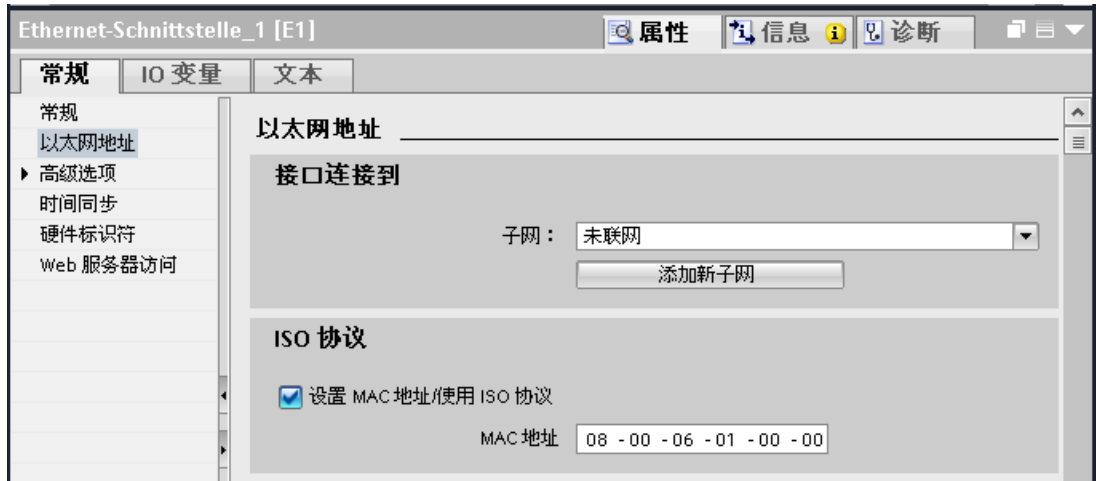 Ethernet-Schnittstelle_1 [E1] 属性 信息 诊断
常规 IO 变量 文本
常规
以太网地址
高级选项
时间同步
硬件标识符
Web 服务器访问
以太网地址
接口连接到
子网： 未联网
添加新子网
ISO 协议
设置 MAC 地址/使用 ISO 协议
MAC 地址 08 -00 -06 -01 -00 -00